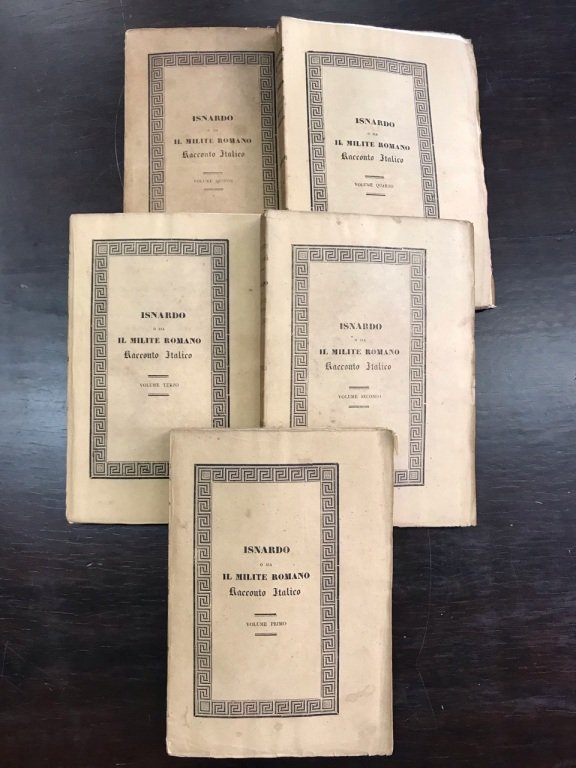 ISNARDO
O SIA
IL MILITE ROMANO
Racconto Italico
VOLUME QUINTO
ISNARDO
O SIA
IL MILITE ROMANO
Racconto Italico
VOLUME QUARTO
ISNARDO
O SIA
IL MILITE ROMANO
Racconto Italico
VOLUME TERZO
ISNARDO
O SIA
IL MILITE ROMANO
Racconto Italico
VOLUME SECONDO
ISNARDO
O SIA
IL MILITE ROMANO
Racconto Italico
VOLUME PRIMO